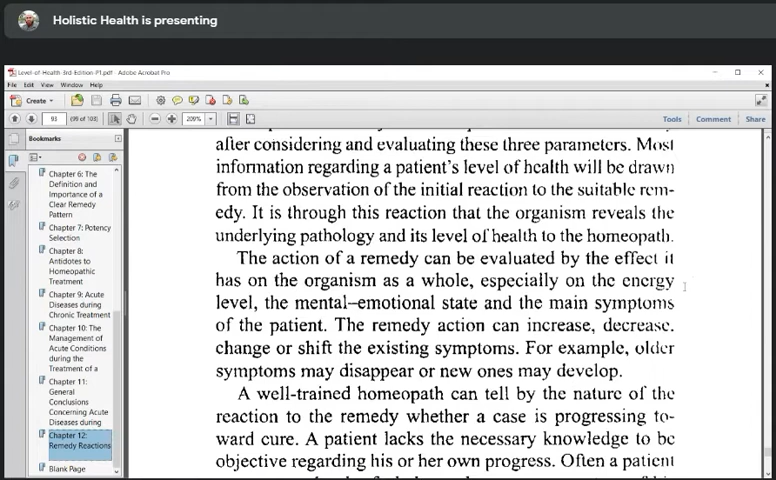 Holistic Health is presenting
Level-of-Health-3rd-Edition-P1.pdf - Adobe Acrobat Pro
File Edit View Window Help
Create
93 (95 of 103) 209%
Tools Comment Share
Bookmarks
Chapter 6: The
Definition and
Importance of a
Clear Remedy
Pattern
Chapter 7: Potency
Selection
Chapter 8:
Antidotes to
Homeopathic
Treatment
Chapter 9: Acute
Diseases during
Chronic Treatment
Chapter 10: The
Management of
Acute Conditions
during the
Treatment of a
Chapter 11:
General
Conclusions
Concerning Acute
Diseases during
Chapter 12:
Remedy Reactions
Blank Page
after considering and evaluating these three parameters. Most
information regarding a patient's level of health will be drawn
from the observation of the initial reaction to the suitable rem-
edy. It is through this reaction that the organism reveals the
underlying pathology and its level of health to the homeopath.
The action of a remedy can be evaluated by the effect it
has on the organism as a whole, especially on the energy
level, the mental–emotional state and the main symptoms
of the patient. The remedy action can increase, decrease,
change or shift the existing symptoms. For example, older
symptoms may disappear or new ones may develop.
A well-trained homeopath can tell by the nature of the
reaction to the remedy whether a case is progressing to-
ward cure. A patient lacks the necessary knowledge to be
objective regarding his or her own progress. Often a patient